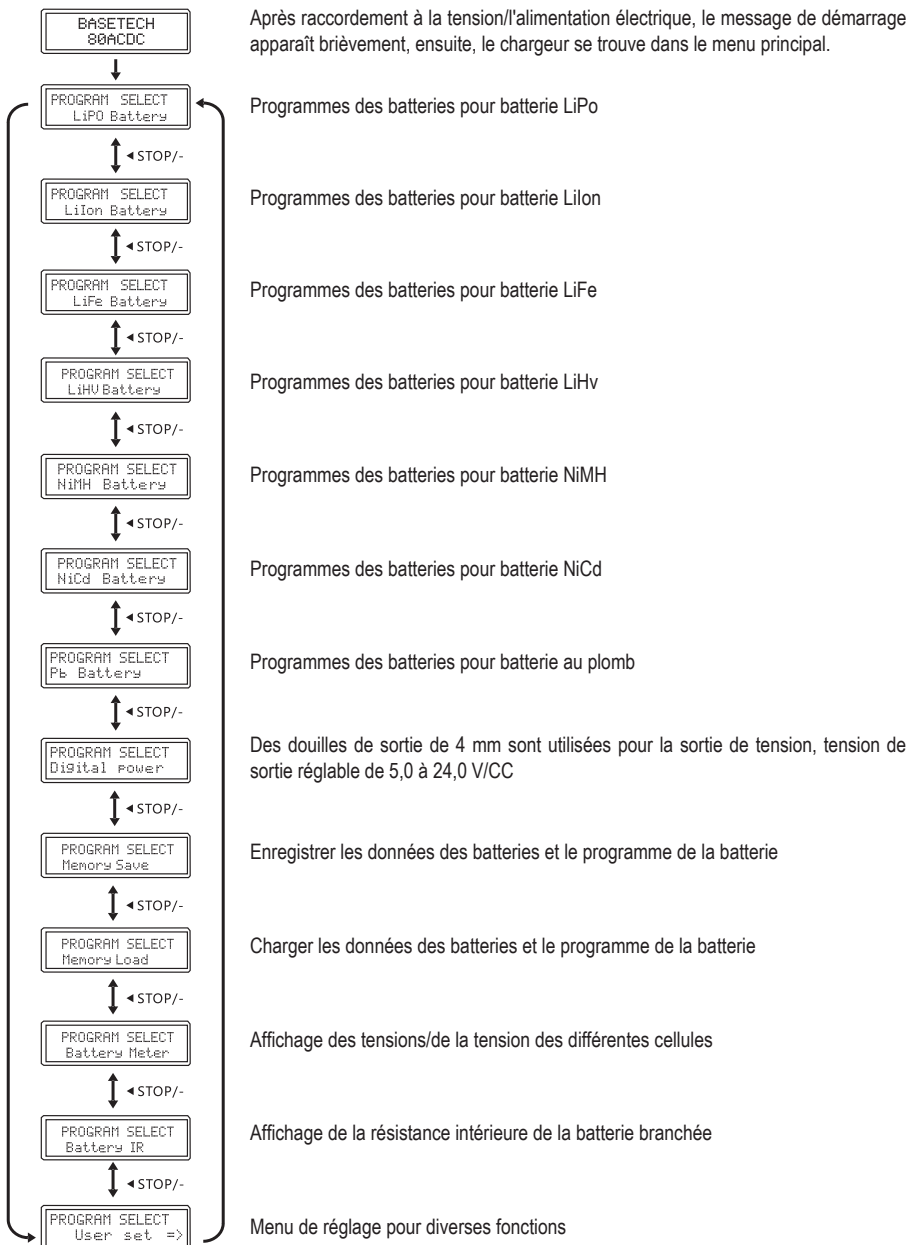 BASETECH
80ACDC
Après raccordement à la tension/l'alimentation électrique, le message de démarrage
apparaît brièvement, ensuite, le chargeur se trouve dans le menu principal.
PROGRAM SELECT
LiPO Battery
Programmes des batteries pour batterie LiPo
◄STOP/-
PROGRAM SELECT
LiIon Battery
Programmes des batteries pour batterie LiIon
◄STOP/-
PROGRAM SELECT
LiFe Battery
Programmes des batteries pour batterie LiFe
◄STOP/-
PROGRAM SELECT
LiHV Battery
Programmes des batteries pour batterie LiHv
◄STOP/-
PROGRAM SELECT
NiMH Battery
Programmes des batteries pour batterie NiMH
◄STOP/-
PROGRAM SELECT
NiCd Battery
Programmes des batteries pour batterie NiCd
◄STOP/-
PROGRAM SELECT
Pb Battery
Programmes des batteries pour batterie au plomb
◄STOP/-
PROGRAM SELECT
Digital power
Des douilles de sortie de 4 mm sont utilisées pour la sortie de tension, tension de
sortie réglable de 5,0 à 24,0 V/CC
◄STOP/-
PROGRAM SELECT
Memory Save
Enregistrer les données des batteries et le programme de la batterie
◄STOP/-
PROGRAM SELECT
Memory Load
Charger les données des batteries et le programme de la batterie
◄STOP/-
PROGRAM SELECT
Battery Meter
Affichage des tensions/de la tension des différentes cellules
◄STOP/-
PROGRAM SELECT
Battery IR
Affichage de la résistance intérieure de la batterie branchée
◄STOP/-
PROGRAM SELECT
User set =>
Menu de réglage pour diverses fonctions